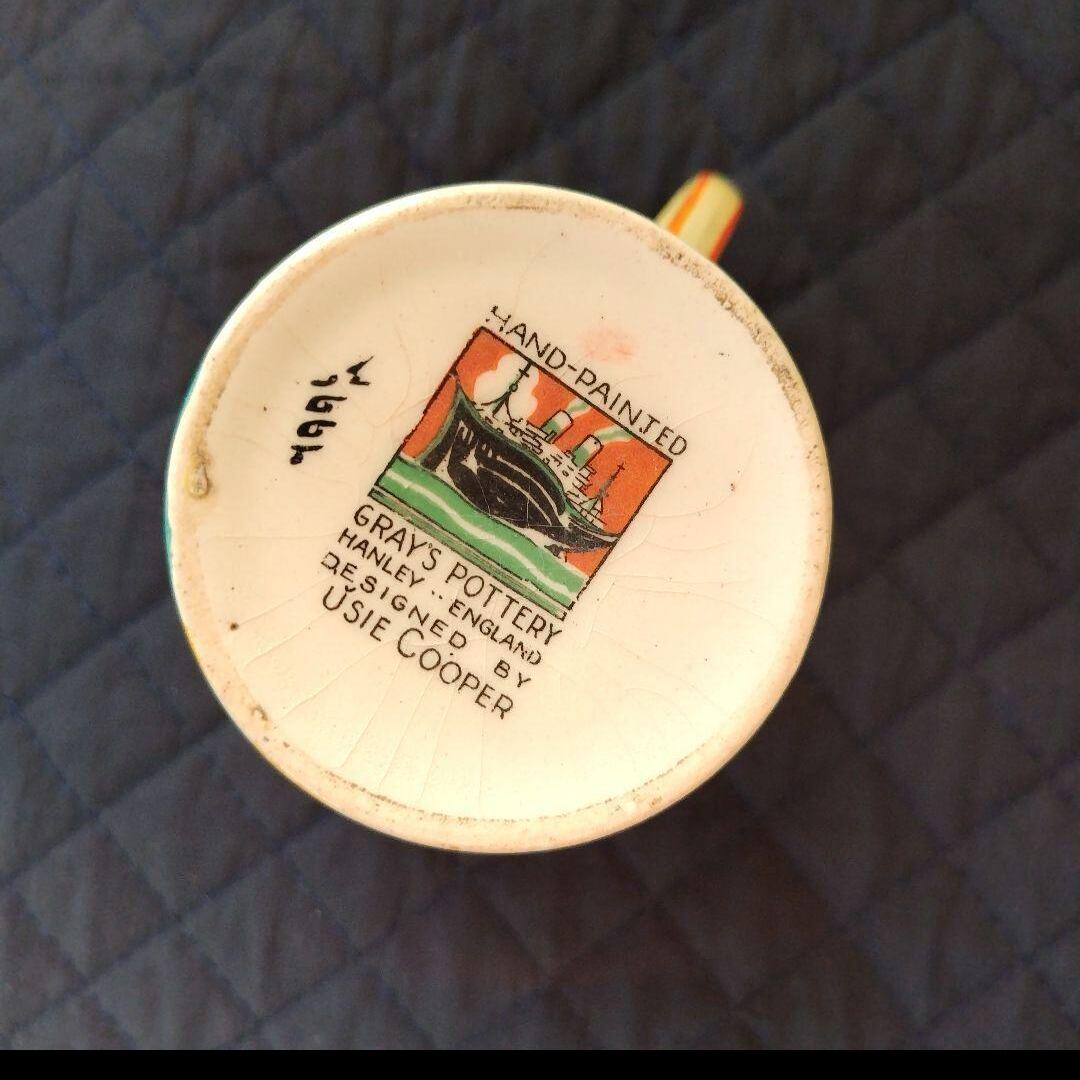 HAND-PAINTED
GRAY'S POTTERY
HANLEY.. ENGLAND
DESIGNED. BY
USIE COOPER